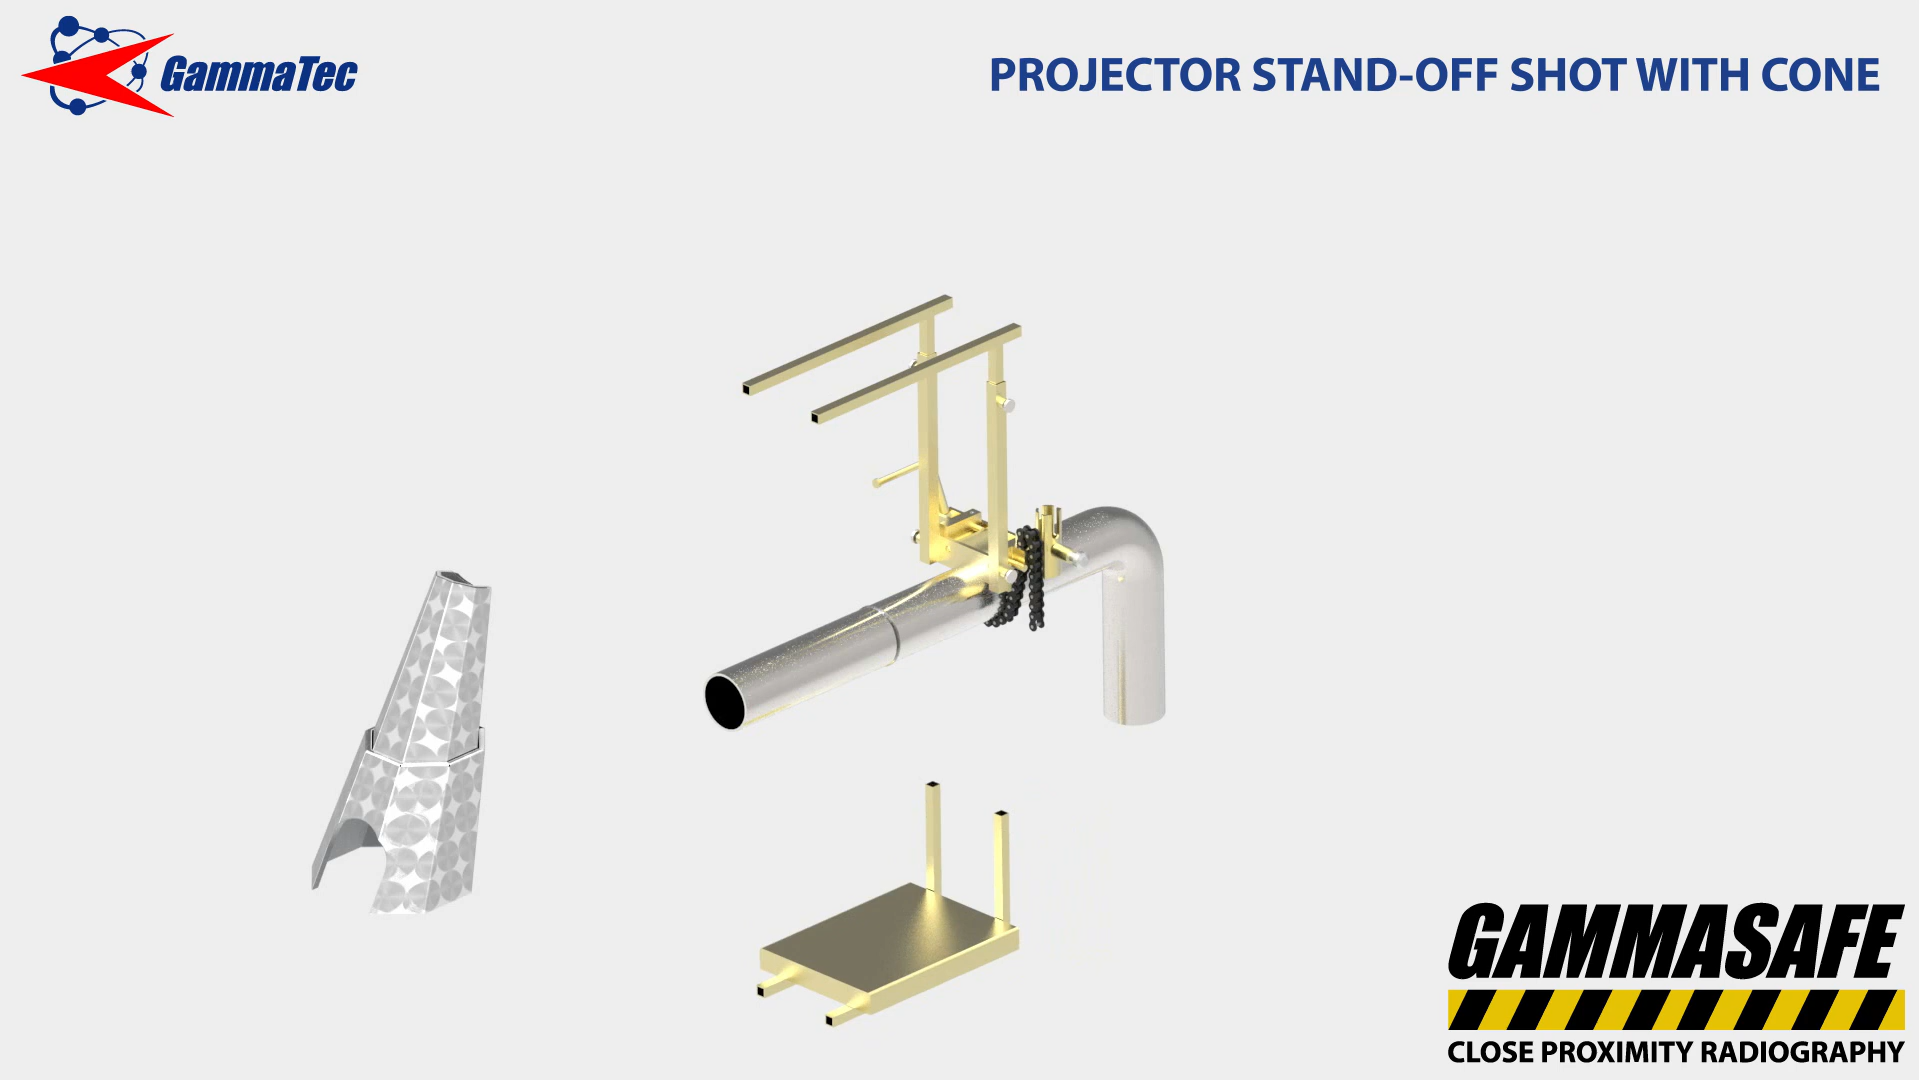 GammaTec
PROJECTOR STAND-OFF SHOT WITH CONE
GAMMASAFE
CLOSE PROXIMITY RADIOGRAPHY